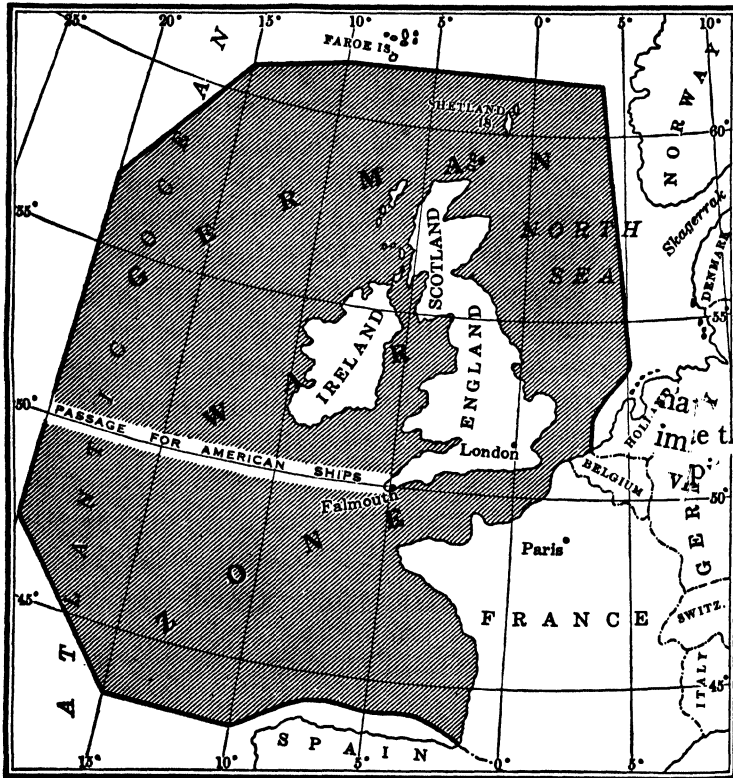 25° 20° 15° 10° 5° 0° 5° 10°
FAROE IS.
SHETLAND
IS.
60°
NORWAY
GERMAN
WAR
ZONE
NORTH
SEA
Skagerrak
DENMARK
55°
55°
SCOTLAND
IRELAND
ENGLAND
London
50°
PASSAGE FOR AMERICAN SHIPS
Falmouth
HOLLAND
BELGIUM
50°
GER
Paris
FRANCE
SWITZ.
ITALY
45°
45°
ATLANTIC OCEAN
SPAIN
15° 10° 5° 0° 5°